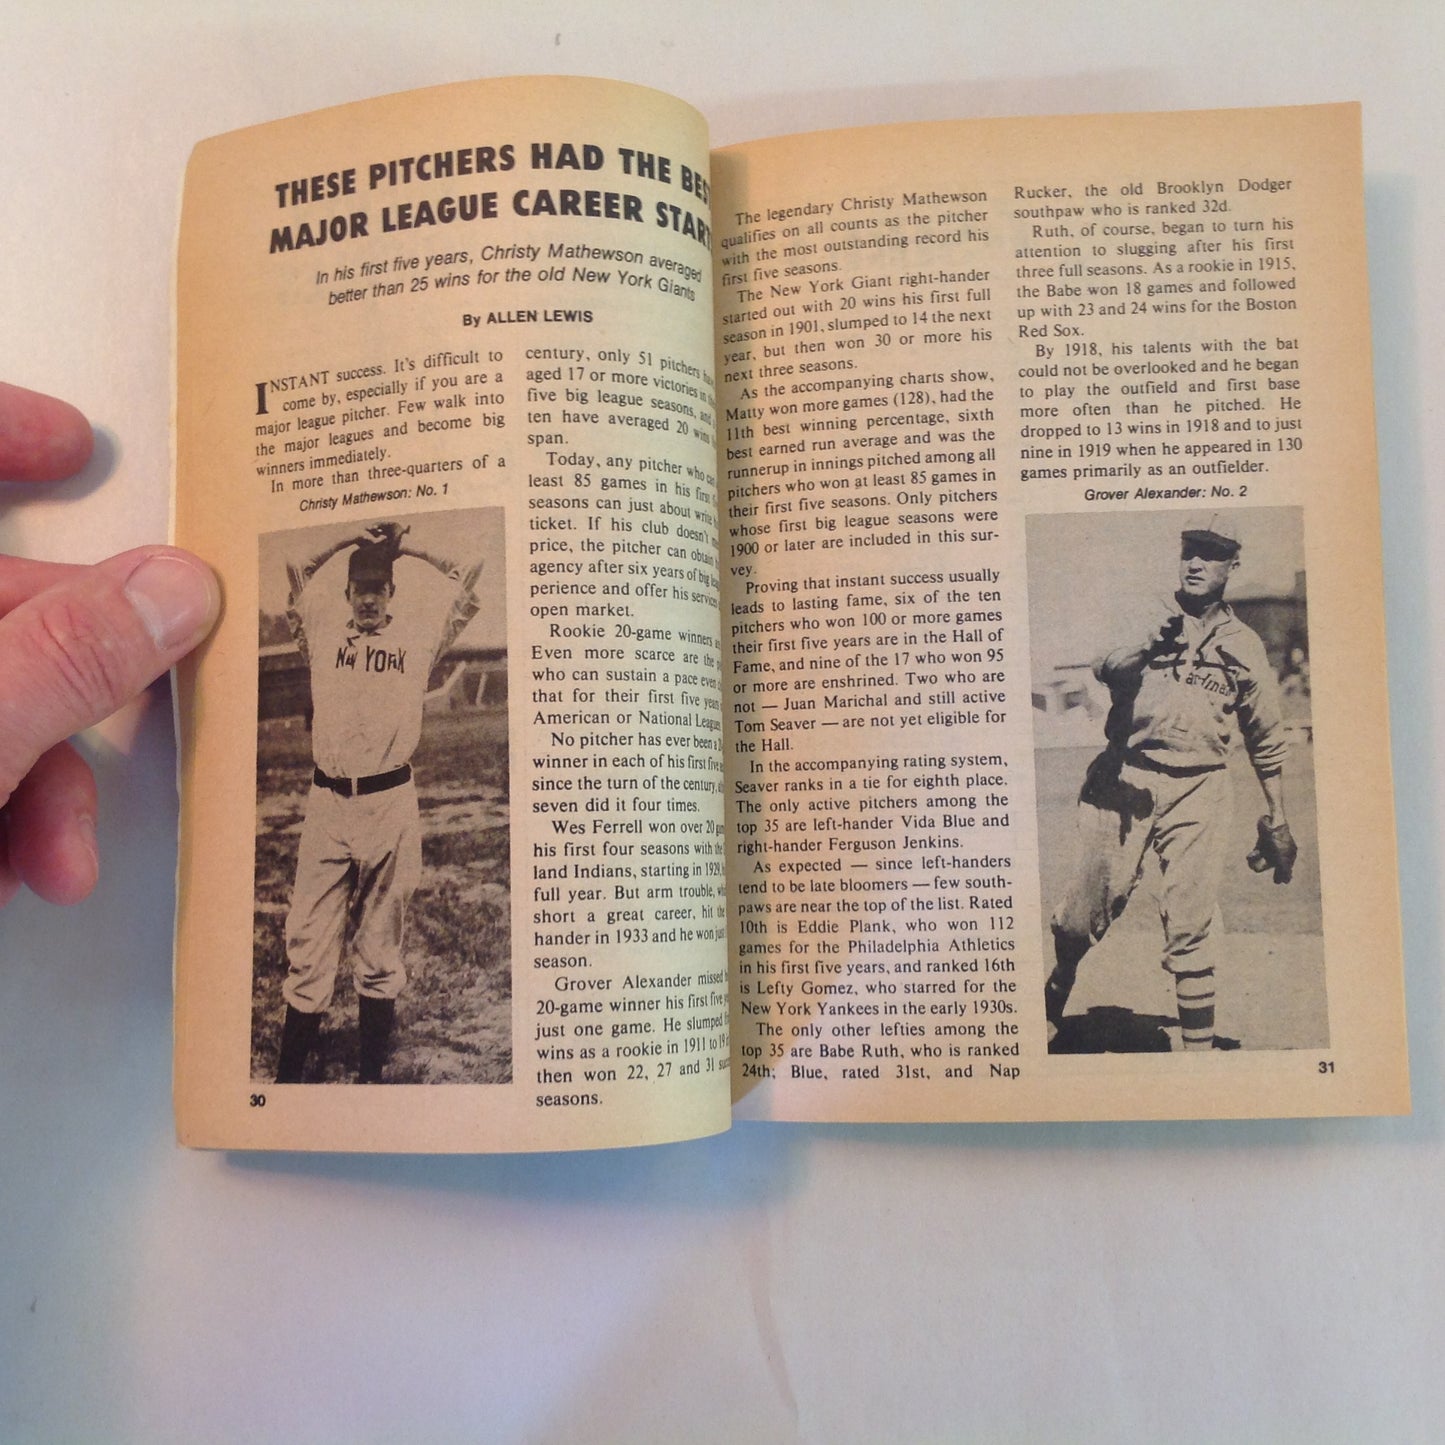 THESE PITCHERS HAD THE
MAJOR LEAGUE CAREER
In his first five years, Christy Mathewson averaged
better than 25 wins for the old New York Giants
By ALLEN LEWIS
INSTANT success. It's difficult to
come by, especially if you are a
major league pitcher. Few walk into
the major leagues and become big
winners immediately.
In more than three-quarters of a
Christy Mathewson: No. 1
NEW YORK
30
century, only 51 pitchers
aged 17 or more victories in
five big league seasons, and
ten have averaged 20 wins
span.
Today, any pitcher who
least 85 games in his first
seasons can just about write
ticket. If his club doesn't
price, the pitcher can obtain
agency after six years of big
perience and offer his services
open market.
Rookie 20-game winners
Even more scarce are the
who can sustain a pace even
that for their first five years
American or National League
No pitcher has ever been a
winner in each of his first five
since the turn of the century,
seven did it four times.
Wes Ferrell won over 20
his first four seasons with the
land Indians, starting in 1929,
full year. But arm trouble,
short a great career, hit the
hander in 1933 and he won just
season.
Grover Alexander missed
20-game winner his first five
just one game. He slumped
wins as a rookie in 1911 to 19
then won 22, 27 and 31
seasons.
The legendary Christy Mathewson
qualifies on all counts as the pitcher
with the most outstanding record his
first five seasons.
The New York Giant right-hander
started out with 20 wins his first full
season in 1901, slumped to 14 the next
year, but then won 30 or more his
next three seasons.
As the accompanying charts show,
Matty won more games (128), had the
11th best winning percentage, sixth
best earned run average and was the
runnerup in innings pitched among all
pitchers who won at least 85 games in
their first five seasons. Only pitchers
whose first big league seasons were
1900 or later are included in this sur-
vey.
Proving that instant success usually
leads to lasting fame, six of the ten
pitchers who won 100 or more games
their first five years are in the Hall of
Fame, and nine of the 17 who won 95
or more are enshrined. Two who are
not — Juan Marichal and still active
Tom Seaver — are not yet eligible for
the Hall.
In the accompanying rating system,
Seaver ranks in a tie for eighth place.
The only active pitchers among the
top 35 are left-hander Vida Blue and
right-hander Ferguson Jenkins.
As expected — since left-handers
tend to be late bloomers — few south-
paws are near the top of the list. Rated
10th is Eddie Plank, who won 112
games for the Philadelphia Athletics
in his first five years, and ranked 16th
is Lefty Gomez, who starred for the
New York Yankees in the early 1930s.
The only other lefties among the
top 35 are Babe Ruth, who is ranked
24th; Blue, rated 31st, and Nap
Rucker, the old Brooklyn Dodger
southpaw who is ranked 32d.
Ruth, of course, began to turn his
attention to slugging after his first
three full seasons. As a rookie in 1915,
the Babe won 18 games and followed
up with 23 and 24 wins for the Boston
Red Sox.
By 1918, his talents with the bat
could not be overlooked and he began
to play the outfield and first base
more often than he pitched. He
dropped to 13 wins in 1918 and to just
nine in 1919 when he appeared in 130
games primarily as an outfielder.
Grover Alexander: No. 2
31